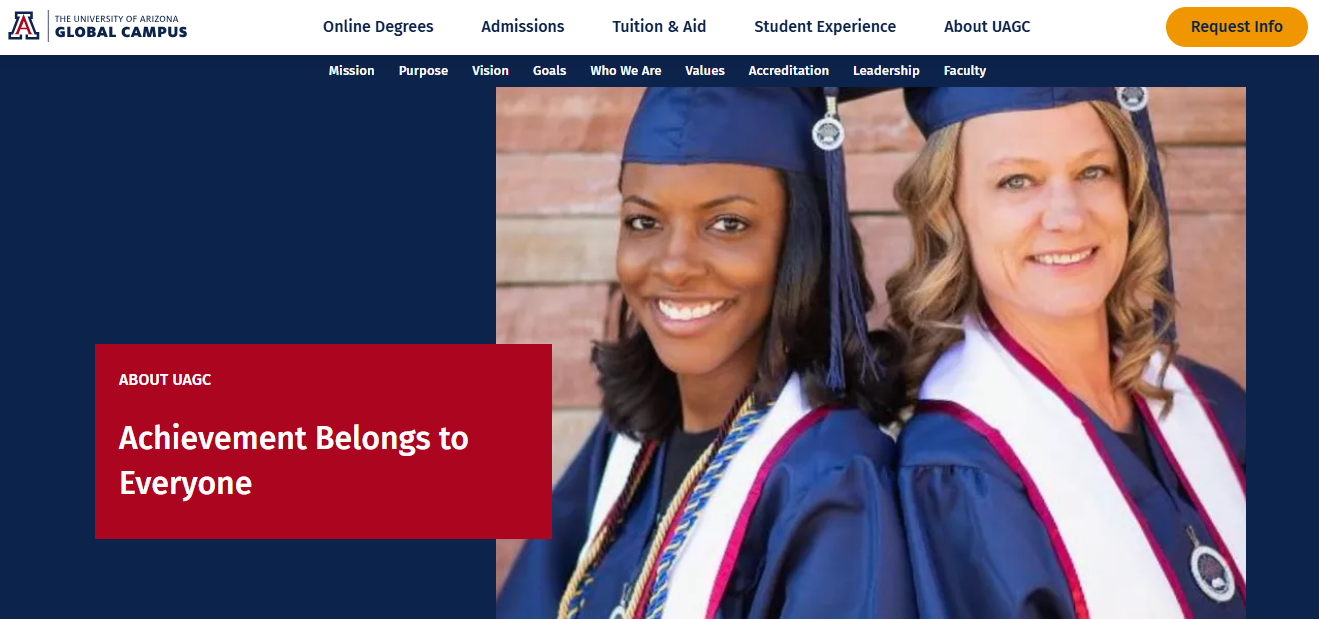 THE UNIVERSITY OF ARIZONA
GLOBAL CAMPUS
Online Degrees Admissions Tuition & Aid Student Experience About UAGC Request Info
Mission Purpose Vision Goals Who We Are Values Accreditation Leadership Faculty
ABOUT UAGC
Achievement Belongs to
Everyone